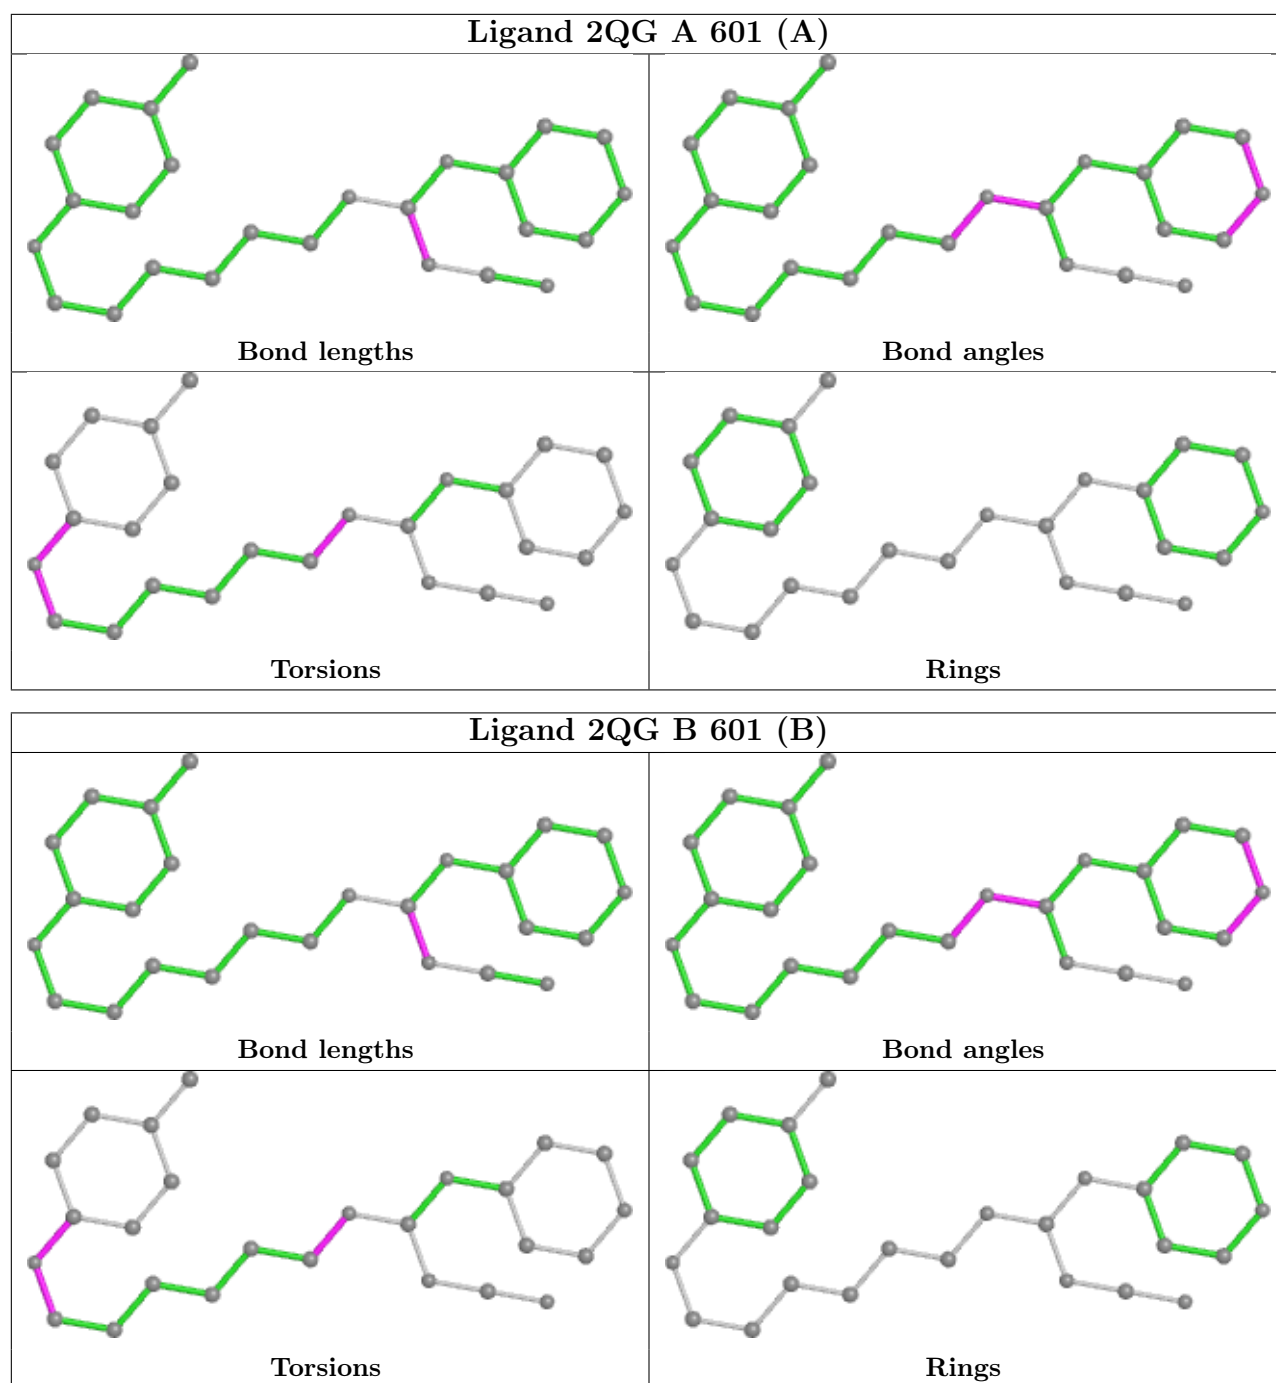 Ligand 2QG A 601 (A)
Bond lengths
Bond angles
Torsions
Rings
Ligand 2QG B 601 (B)
Bond lengths
Bond angles
Torsions
Rings